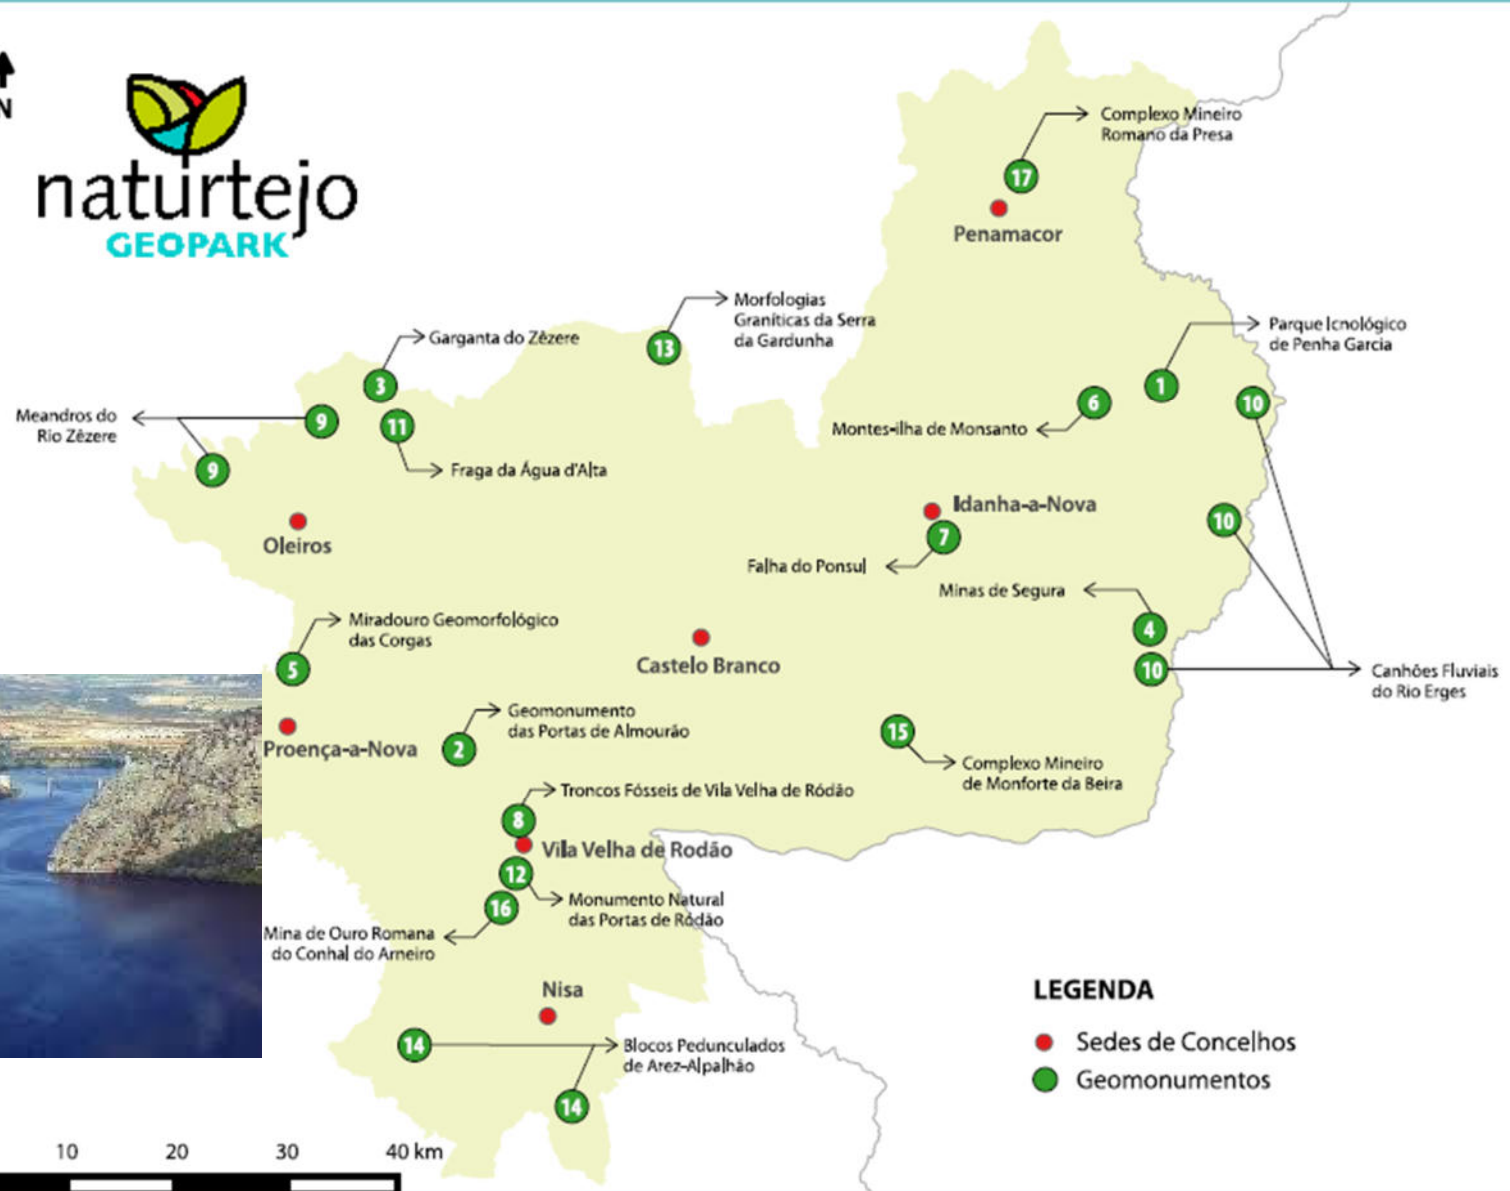 N
naturtejo
GEOPARK
Complexo Mineiro
Romano da Presa
17
Penamacor
Morfologias
Graníticas da Serra
da Gardunha
13
Garganta do Zêzere
3
Parque Icnológico
de Penha Garcia
1
Meandros do
Rio Zêzere
9
11
6
10
Montes-ilha de Monsanto
9
Fraga da Água d'Alta
Idanha-a-Nova
Oleiros
7
10
Falha do Ponsul
Minas de Segura
Miradouro Geomorfológico
das Corgas
4
5
Castelo Branco
10
Canhões Fluviais
do Rio Erges
Geomonumento
das Portas de Almourão
Proença-a-Nova
2
15
Complexo Mineiro
de Monforte da Beira
Troncos Fósseis de Vila Velha de Ródão
8
Vila Velha de Rodão
12
Monumento Natural
das Portas de Ródão
16
Mina de Ouro Romana
do Conhal do Arneiro
Nisa
14
Blocos Pedunculados
de Arez-Alpalhão
14
LEGENDA
Sedes de Concelhos
Geomonumentos
10 20 30 40 km